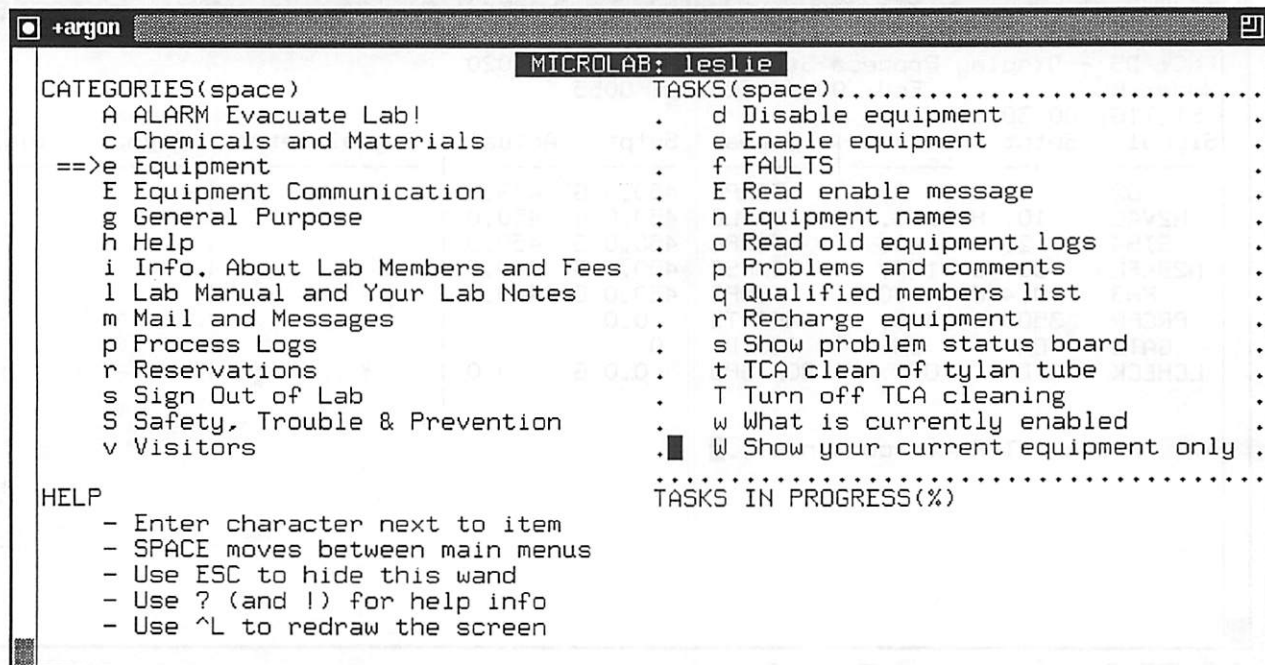 +argon
MICROLAB: leslie
CATEGORIES(space)
A ALARM Evacuate Lab!
c Chemicals and Materials
==>e Equipment
E Equipment Communication
g General Purpose
h Help
i Info. About Lab Members and Fees
l Lab Manual and Your Lab Notes
m Mail and Messages
p Process Logs
r Reservations
s Sign Out of Lab
S Safety, Trouble & Prevention
v Visitors
TASKS(space)
d Disable equipment
e Enable equipment
f FAULTS
E Read enable message
n Equipment names
o Read old equipment logs
p Problems and comments
q Qualified members list
r Recharge equipment
s Show problem status board
t TCA clean of tylan tube
T Turn off TCA cleaning
w What is currently enabled
W Show your current equipment only
HELP
- Enter character next to item
- SPACE moves between main menus
- Use ESC to hide this wand
- Use ? (and !) for help info
- Use ^L to redraw the screen
TASKS IN PROGRESS(%)